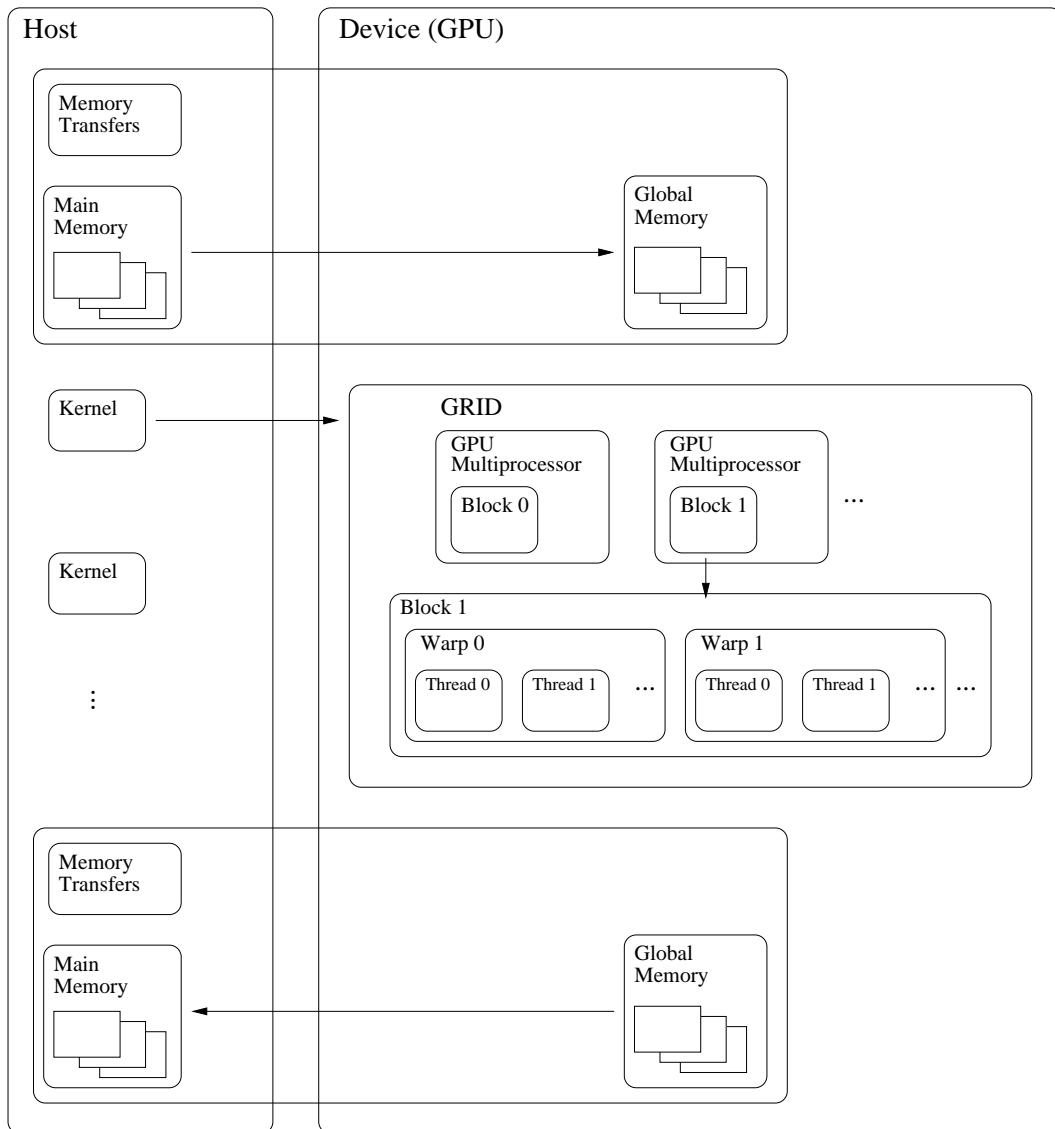 Host
Device (GPU)
Memory
Transfers
Main
Memory
Global
Memory
Kernel
GRID
GPU
Multiprocessor
Block 0
GPU
Multiprocessor
Block 1
...
Kernel
Block 1
Warp 0
Thread 0
Thread 1
...
Warp 1
Thread 0
Thread 1
...
...
...
Memory
Transfers
Main
Memory
Global
Memory